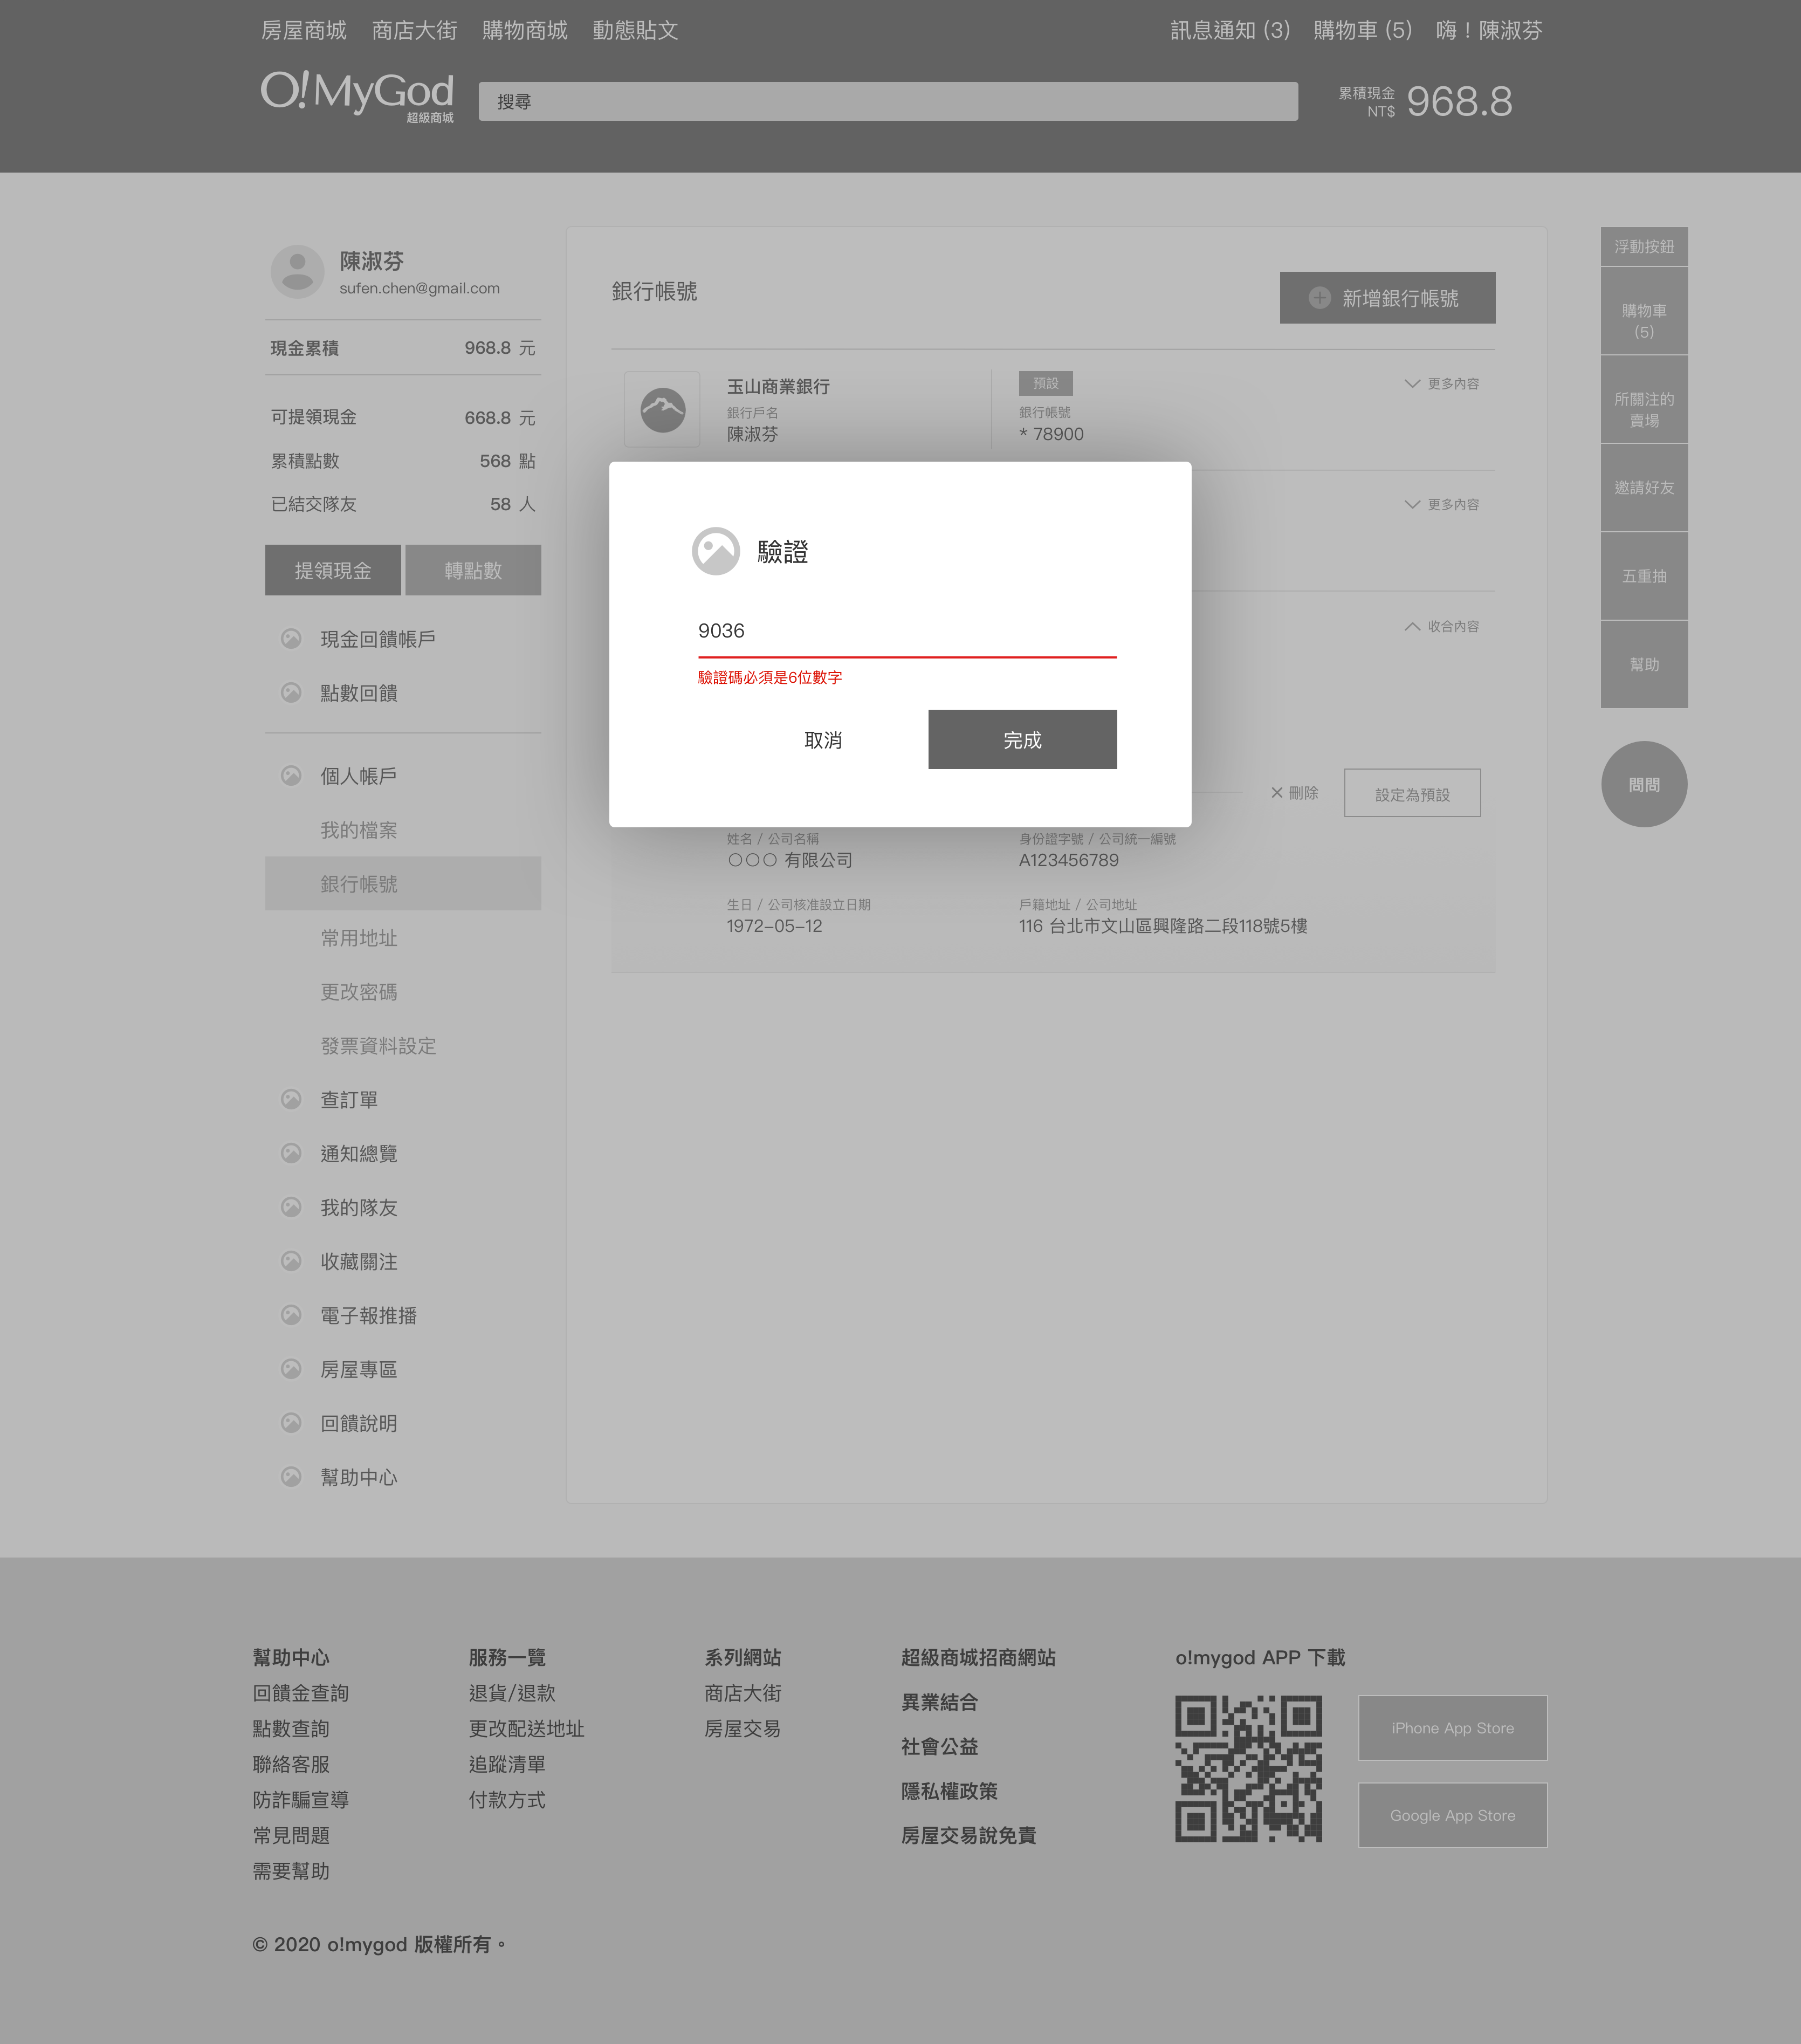 房屋商城 商店大街 購物商城 動態貼文 訊息通知 (3) 購物車 (5) 嗨！陳淑芬
O!MyGod
超級商城
搜尋
累積現金
NT$
968.8
陳淑芬
sufen.chen@gmail.com
現金累積 968.8 元
可提領現金 668.8 元
累積點數 568 點
已結交隊友 58 人
提領現金 轉點數
現金回饋帳戶
點數回饋
個人帳戶
我的檔案
銀行帳號
常用地址
更改密碼
發票資料設定
查訂單
通知總覽
我的隊友
收藏關注
電子報推播
房屋專區
回饋說明
幫助中心
銀行帳號
新增銀行帳號
玉山商業銀行
銀行戶名
陳淑芬
預設
銀行帳號
* 78900
更多內容
更多內容
收合內容
驗證
9036
驗證碼必須是6位數字
取消 完成
刪除
設定為預設
姓名 / 公司名稱
○○○ 有限公司
身份證字號 / 公司統一編號
A123456789
生日 / 公司核准設立日期
1972-05-12
戶籍地址 / 公司地址
116 台北市文山區興隆路二段118號5樓
浮動按鈕
購物車
(5)
所關注的
賣場
邀請好友
五重抽
幫助
問問
幫助中心
回饋金查詢
點數查詢
聯絡客服
防詐騙宣導
常見問題
需要幫助
服務一覽
退貨/退款
更改配送地址
追蹤清單
付款方式
系列網站
商店大街
房屋交易
超級商城招商網站
異業結合
社會公益
隱私權政策
房屋交易說免責
o!mygod APP 下載
iPhone App Store
Google App Store
© 2020 o!mygod 版權所有。